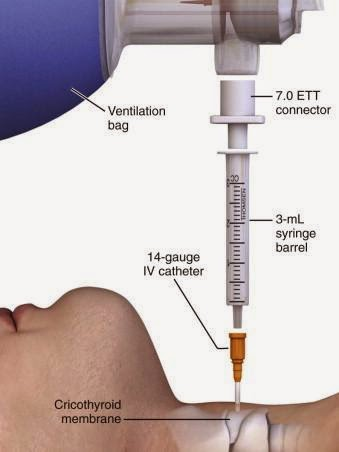 Ventilation
bag
7.0 ETT
connector
3-mL
syringe
barrel
14-gauge
IV catheter
Cricothyroid
membrane